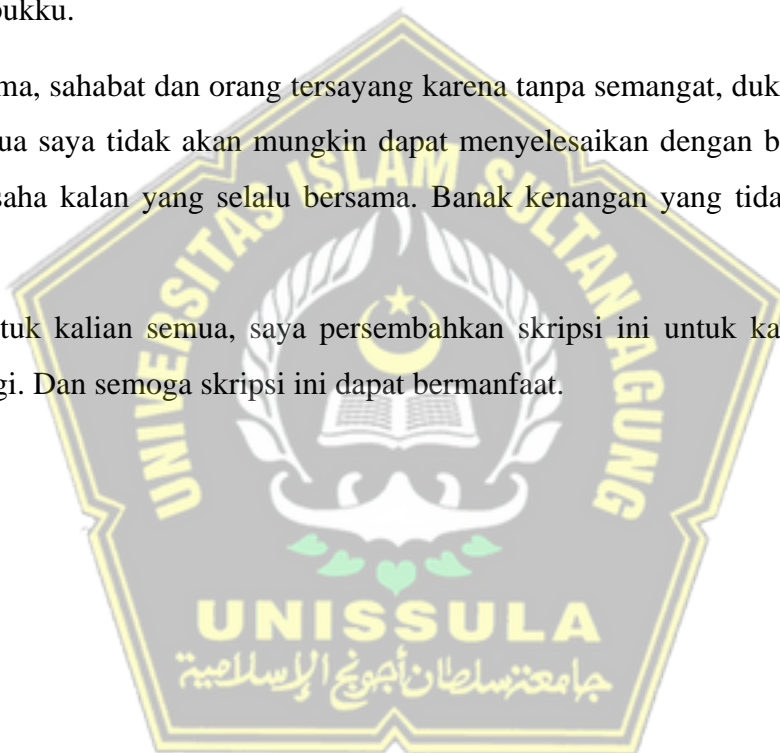 bukku.
ma, sahabat dan orang tersayang karena tanpa semangat, duk
ua saya tidak akan mungkin dapat menyelesaikan dengan b
saha kalan yang selalu bersama. Banak kenangan yang tida
tuk kalian semua, saya persembahkan skripsi ini untuk ka
gi. Dan semoga skripsi ini dapat bermanfaat.
UNIVERSITAS ISLAM SULTAN AGUNG
UNISSULA
جامعتنسلطان أجونج الإسلامية